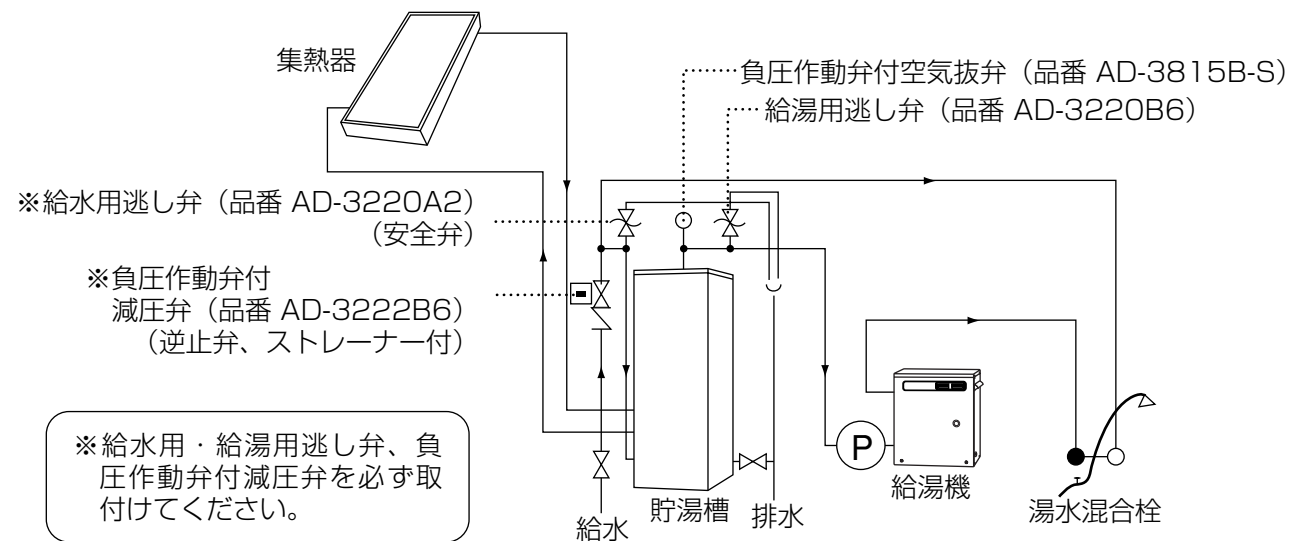 集熱器
負圧作動弁付空気抜弁（品番 AD-3815B-S）
給湯用逃し弁（品番 AD-3220B6）
※給水用逃し弁（品番 AD-3220A2）
（安全弁）
※負圧作動弁付
減圧弁（品番 AD-3222B6）
（逆止弁、ストレーナー付）
※給水用・給湯用逃し弁、負
圧作動弁付減圧弁を必ず取
付けてください。
給水
貯湯槽
排水
P
給湯機
湯水混合栓